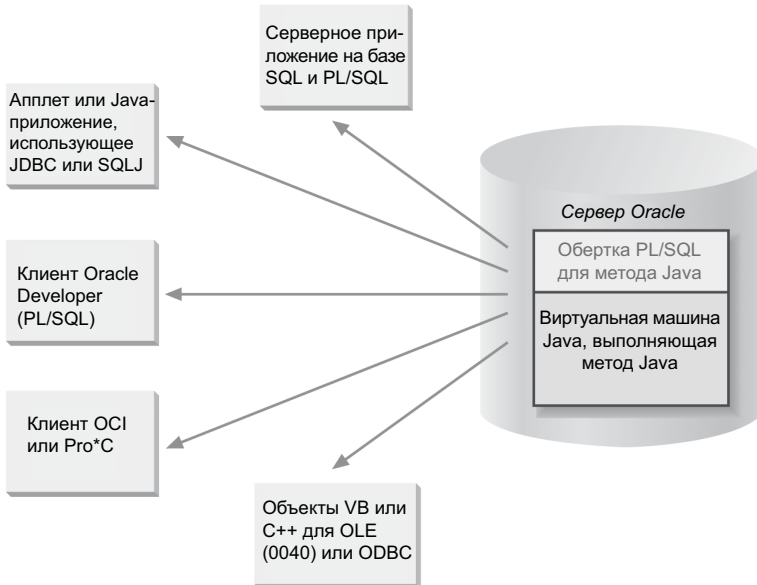 Серверное при-
ложение на базе
SQL и PL/SQL
Апплет или Java-
приложение,
использующее
JDBC или SQLJ
Клиент Oracle
Developer
(PL/SQL)
Клиент OCI
или Pro*C
Объекты VB или
C++ для OLE
(0040) или ODBC
Сервер Oracle
Обертка PL/SQL
для метода Java
Виртуальная машина
Java, выполняющая
метод Java